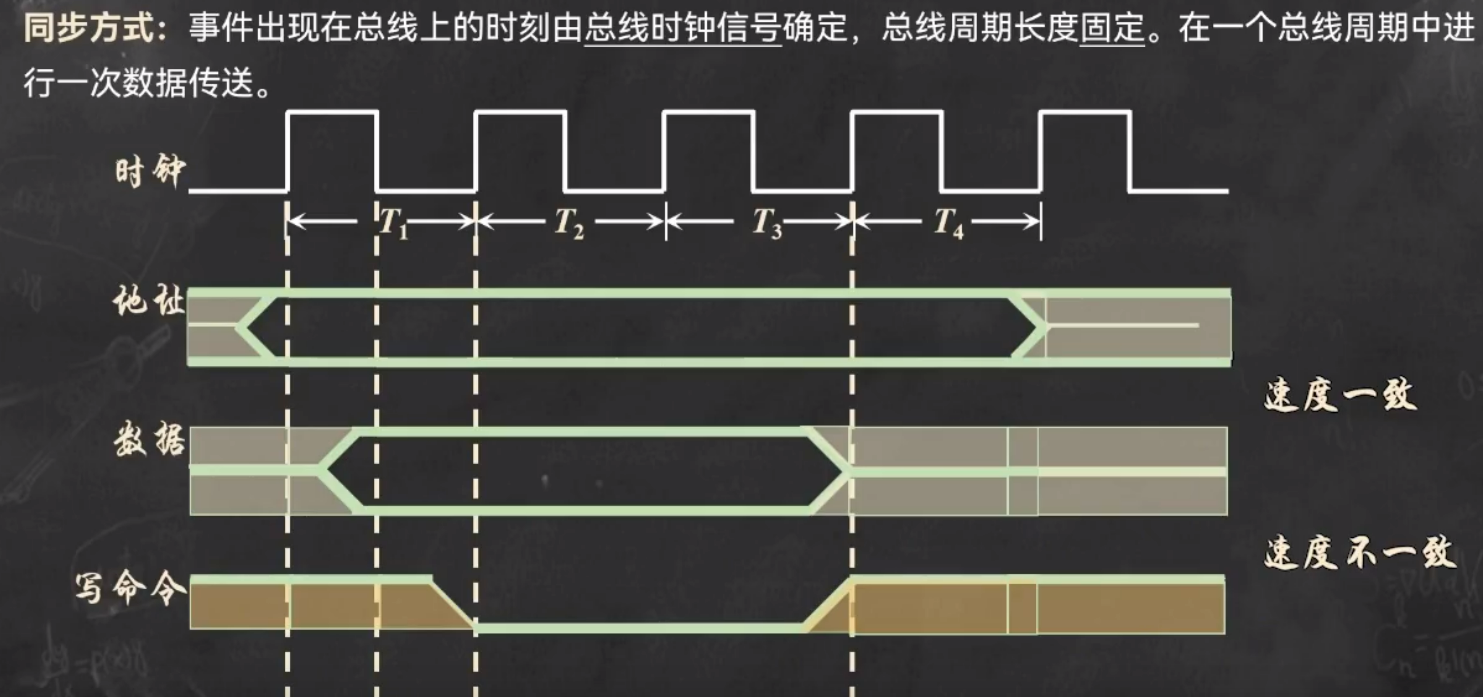 同步方式：事件出现在总线上的时刻由总线时钟信号确定，总线周期长度固定。在一个总线周期中进
行一次数据传送。
时钟
T1 T2 T3 T4
地址
速度一致
数据
速度不一致
写命令